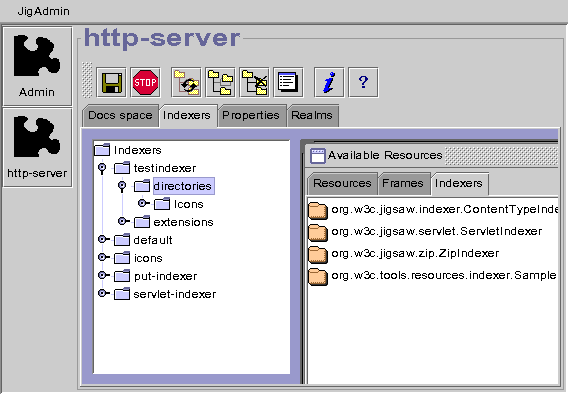 JigAdmin
http-server
Admin
http-server
STOP
i
?
Docs space
Indexers
Properties
Realms
Indexers
testindexer
directories
Icons
extensions
default
icons
put-indexer
servlet-indexer
Available Resources
Resources
Frames
Indexers
org.w3c.jigsaw.indexer.ContentTypeInde
org.w3c.jigsaw.servlet.ServletIndexer
org.w3c.jigsaw.zip.ZipIndexer
org.w3c.tools.resources.indexer.Sample